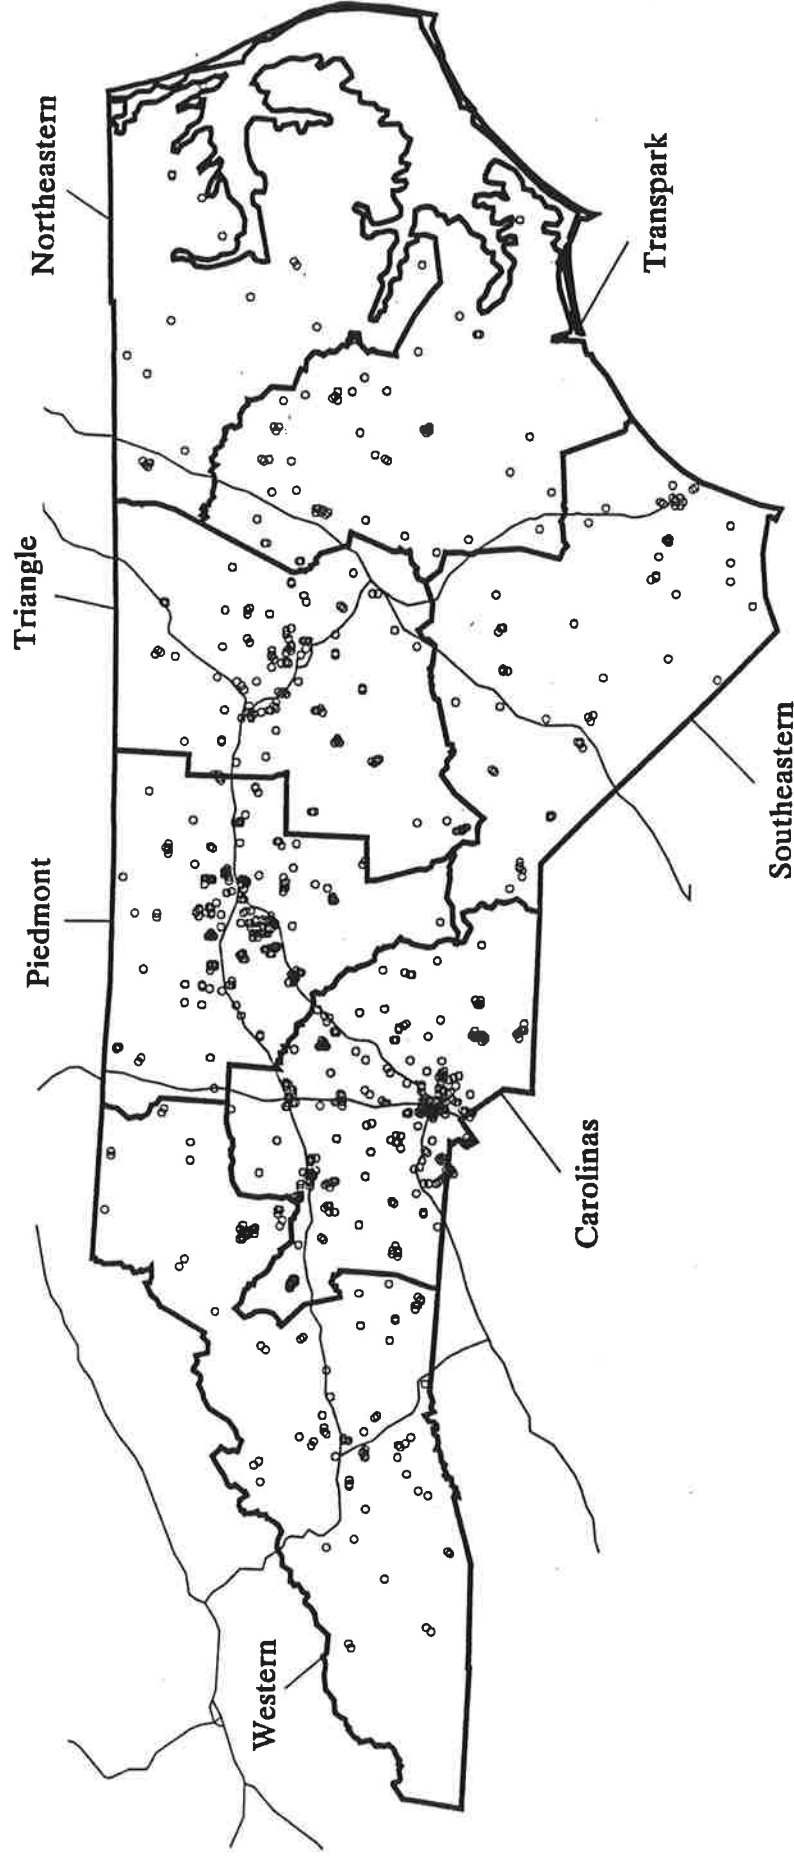 Northeastern
Triangle
Piedmont
Western
Transpark
Southeastern
Carolinas